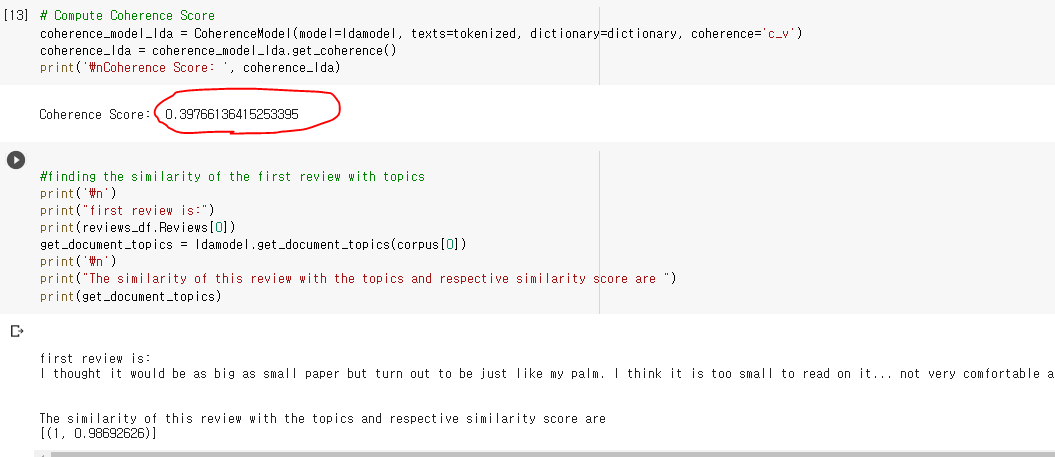 [13] # Compute Coherence Score
coherence_model_lda = CoherenceModel(model=ldamodel, texts=tokenized, dictionary=dictionary, coherence='c_v')
coherence_lda = coherence_model_lda.get_coherence()
print('₩nCoherence Score: ', coherence_lda)
Coherence Score:  0.39766136415253395
#finding the similarity of the first review with topics
print('₩n')
print("first review is:")
print(reviews_df.Reviews[0])
get_document_topics = ldamodel.get_document_topics(corpus[0])
print('₩n')
print("The similarity of this review with the topics and respective similarity score are ")
print(get_document_topics)
first review is:
I thought it would be as big as small paper but turn out to be just like my palm. I think it is too small to read on it... not very comfortable a
The similarity of this review with the topics and respective similarity score are
[(1, 0.98692626)]